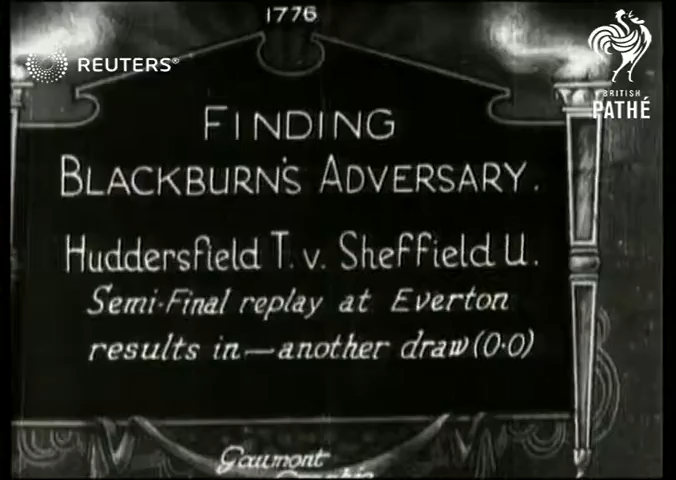 1776
REUTERS®
BRITISH
PATHÉ
FINDING
BLACKBURN'S ADVERSARY.
Huddersfield T. v. Sheffield U.
Semi-Final replay at Everton
results in—another draw (0·0)
Gaumont
Graphic